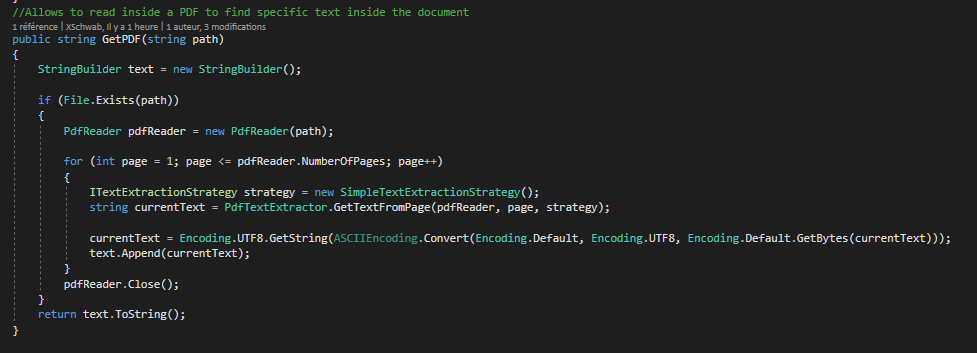 //Allows to read inside a PDF to find specific text inside the document
1 référence | XSchwab, Il y a 1 heure | 1 auteur, 3 modifications
public string GetPDF(string path)
{
StringBuilder text = new StringBuilder();
if (File.Exists(path))
{
PdfReader pdfReader = new PdfReader(path);
for (int page = 1; page <= pdfReader.NumberOfPages; page++)
{
ITextExtractionStrategy strategy = new SimpleTextExtractionStrategy();
string currentText = PdfTextExtractor.GetTextFromPage(pdfReader, page, strategy);
currentText = Encoding.UTF8.GetString(ASCIIEncoding.Convert(Encoding.Default, Encoding.UTF8, Encoding.Default.GetBytes(currentText)));
text.Append(currentText);
}
pdfReader.Close();
}
return text.ToString();
}